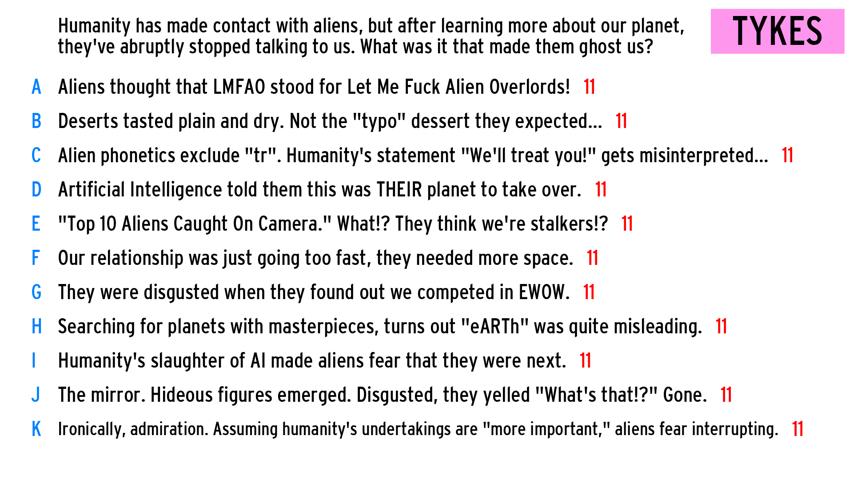 Humanity has made contact with aliens, but after learning more about our planet,
they've abruptly stopped talking to us. What was it that made them ghost us?
TYKES
A Aliens thought that LMFAO stood for Let Me Fuck Alien Overlords! 11
B Deserts tasted plain and dry. Not the "typo" dessert they expected... 11
C Alien phonetics exclude "tr". Humanity's statement "We'll treat you!" gets misinterpreted... 11
D Artificial Intelligence told them this was THEIR planet to take over. 11
E "Top 10 Aliens Caught On Camera." What!? They think we're stalkers!? 11
F Our relationship was just going too fast, they needed more space. 11
G They were disgusted when they found out we competed in EWOW. 11
H Searching for planets with masterpieces, turns out "eARTh" was quite misleading. 11
I Humanity's slaughter of AI made aliens fear that they were next. 11
J The mirror. Hideous figures emerged. Disgusted, they yelled "What's that!?" Gone. 11
K Ironically, admiration. Assuming humanity's undertakings are "more important," aliens fear interrupting. 11